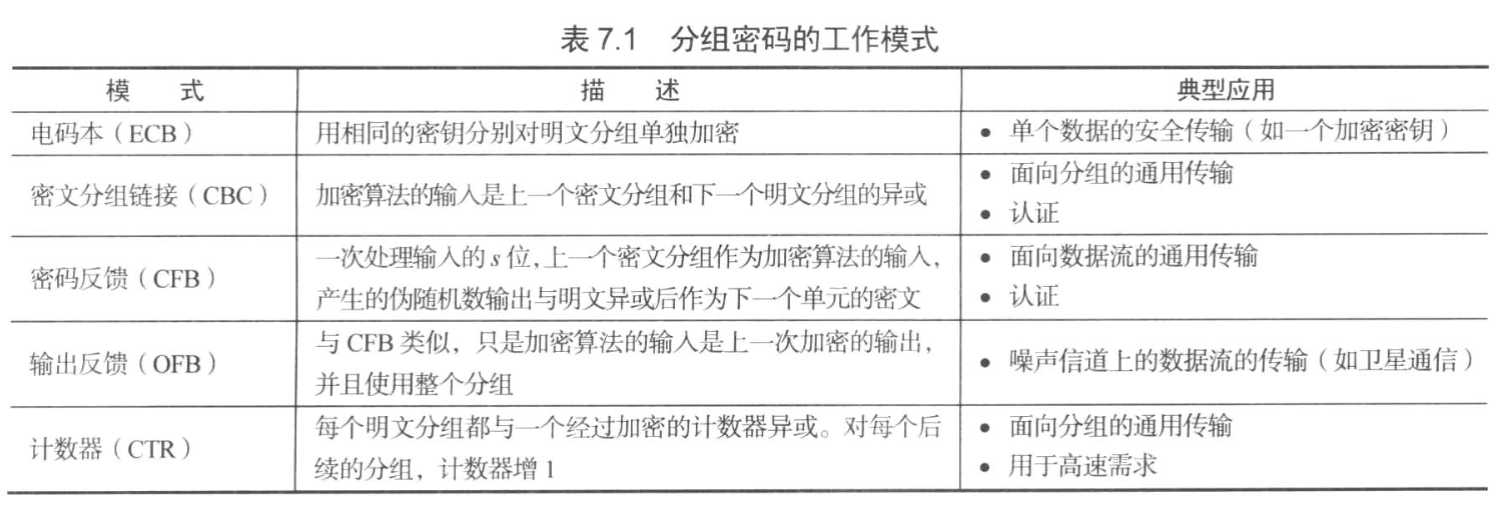 表 7.1 分组密码的工作模式
模 式 描 述 典型应用
电码本（ECB） 用相同的密钥分别对明文分组单独加密 • 单个数据的安全传输（如一个加密密钥）
密文分组链接（CBC） 加密算法的输入是上一个密文分组和下一个明文分组的异或 • 面向分组的通用传输
• 认证
密码反馈（CFB） 一次处理输入的 s 位，上一个密文分组作为加密算法的输入， • 面向数据流的通用传输
产生的伪随机数输出与明文异或后作为下一个单元的密文 • 认证
输出反馈（OFB） 与 CFB 类似，只是加密算法的输入是上一次加密的输出， • 噪声信道上的数据流的传输（如卫星通信）
并且使用整个分组
计数器（CTR） 每个明文分组都与一个经过加密的计数器异或。对每个后 • 面向分组的通用传输
续的分组，计数器增 1 • 用于高速需求